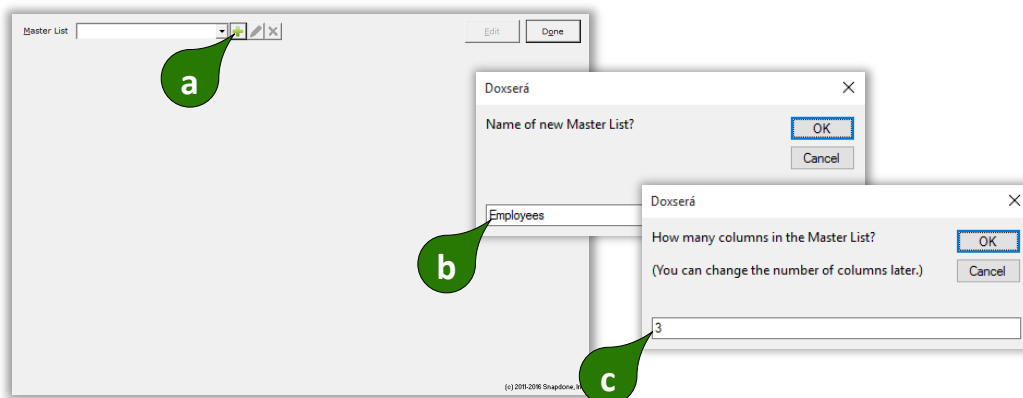 Master List
Edit
Done
a
Doxserá
Name of new Master List?
OK
Cancel
Employees
b
Doxserá
How many columns in the Master List?
(You can change the number of columns later.)
OK
Cancel
3
c
(c) 2011-2016 Snapdone,